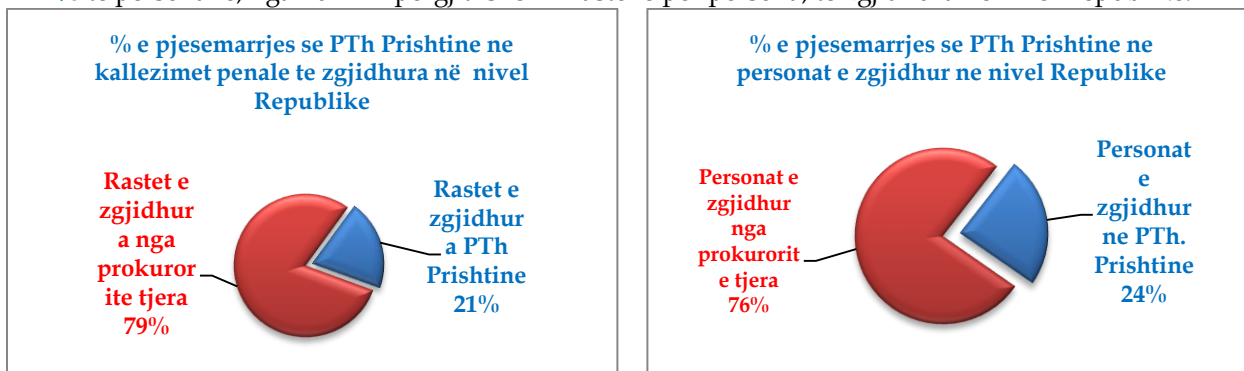 % e pjesemarrjes se PTh Prishtine ne
kallezimet penale te zgjidhura në nivel
Republike
Rastet e
zgjidhur
a nga
prokuror
ite tjera
79%
Rastet e
zgjidhur
a PTh
Prishtine
21%
% e pjesemarrjes se PTh Prishtine ne
personat e zgjidhur ne nivel Republike
Personat e
zgjidhur
nga
prokurorit
e tjera
76%
Personat
e
zgjidhur
ne PTh.
Prishtine
24%